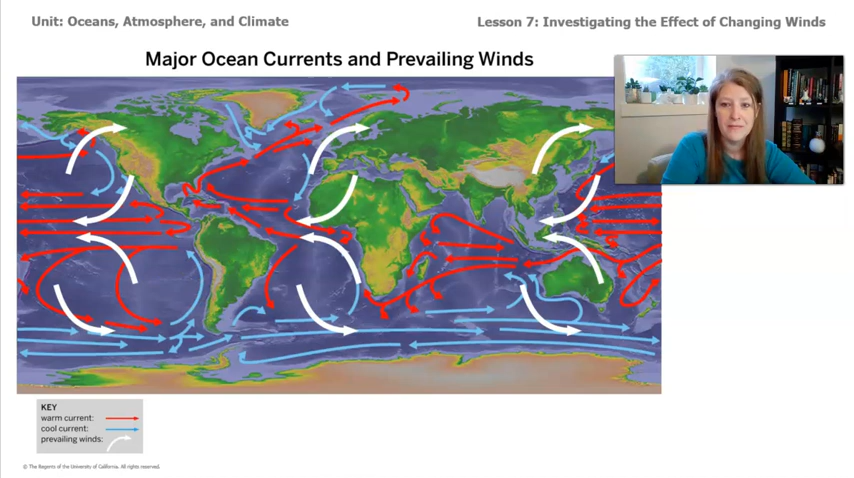 Unit: Oceans, Atmosphere, and Climate
Lesson 7: Investigating the Effect of Changing Winds
Major Ocean Currents and Prevailing Winds
KEY
warm current:
cool current:
prevailing winds:
© The Regents of the University of California. All rights reserved.